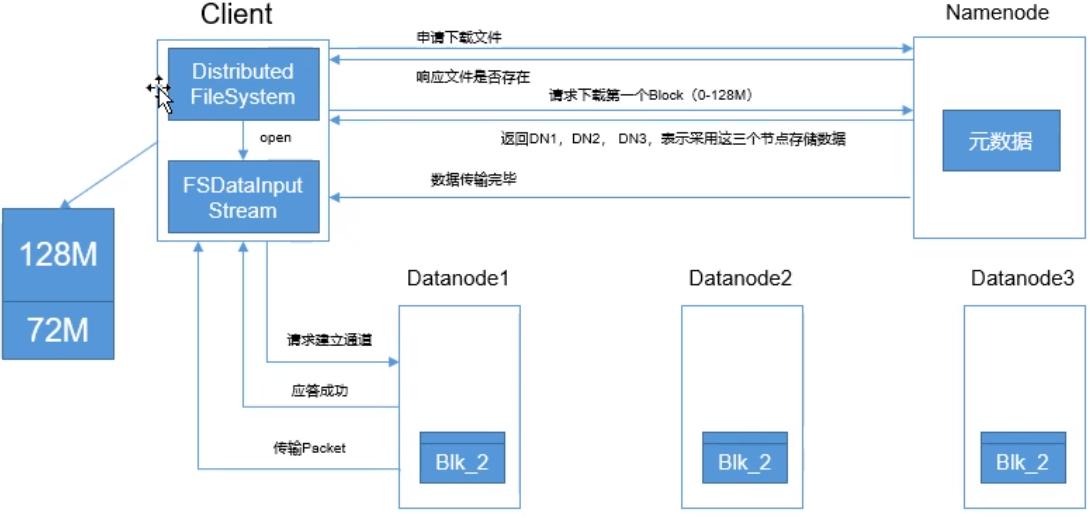 Client
Namenode
Distributed
FileSystem
open
FSDataInput
Stream
申请下载文件
响应文件是否存在
请求下载第一个Block（0-128M）
返回DN1，DN2， DN3，表示采用这三个节点存储数据
数据传输完毕
元数据
128M
72M
Datanode1
Datanode2
Datanode3
请求建立通道
应答成功
传输Packet
Blk_2
Blk_2
Blk_2